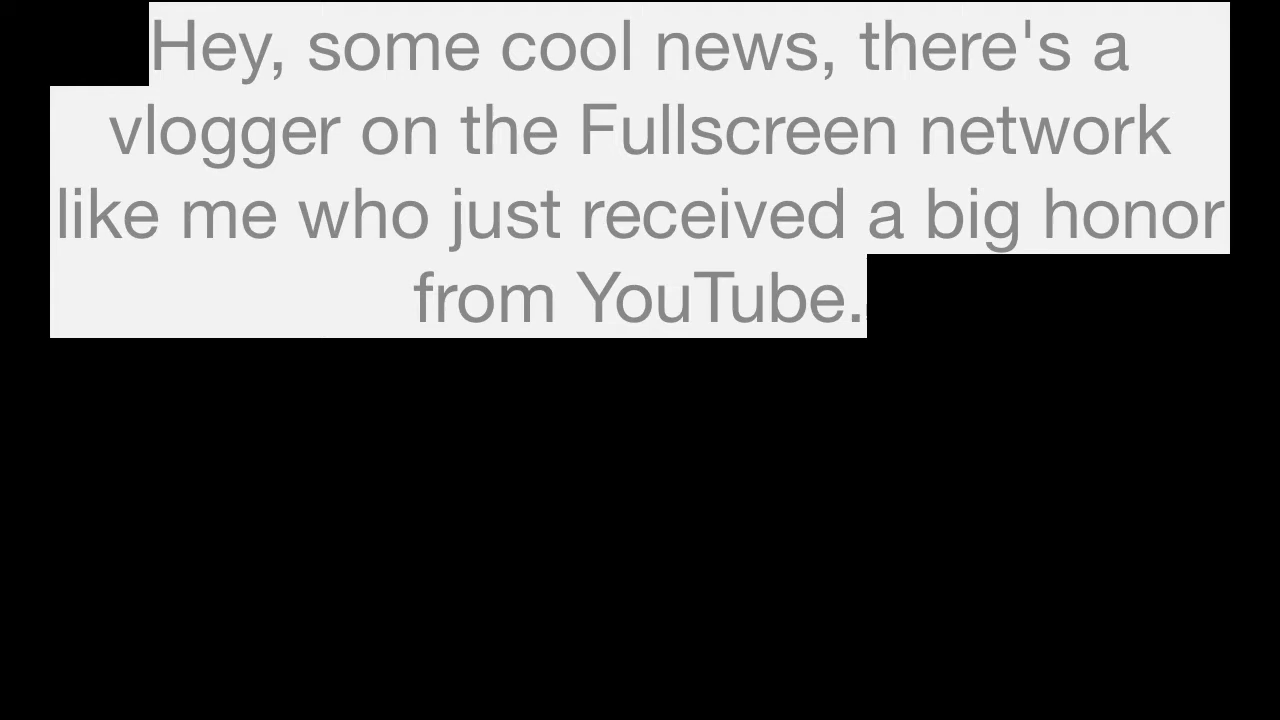 Hey, some cool news, there's a
vlogger on the Fullscreen network
like me who just received a big honor
from YouTube.